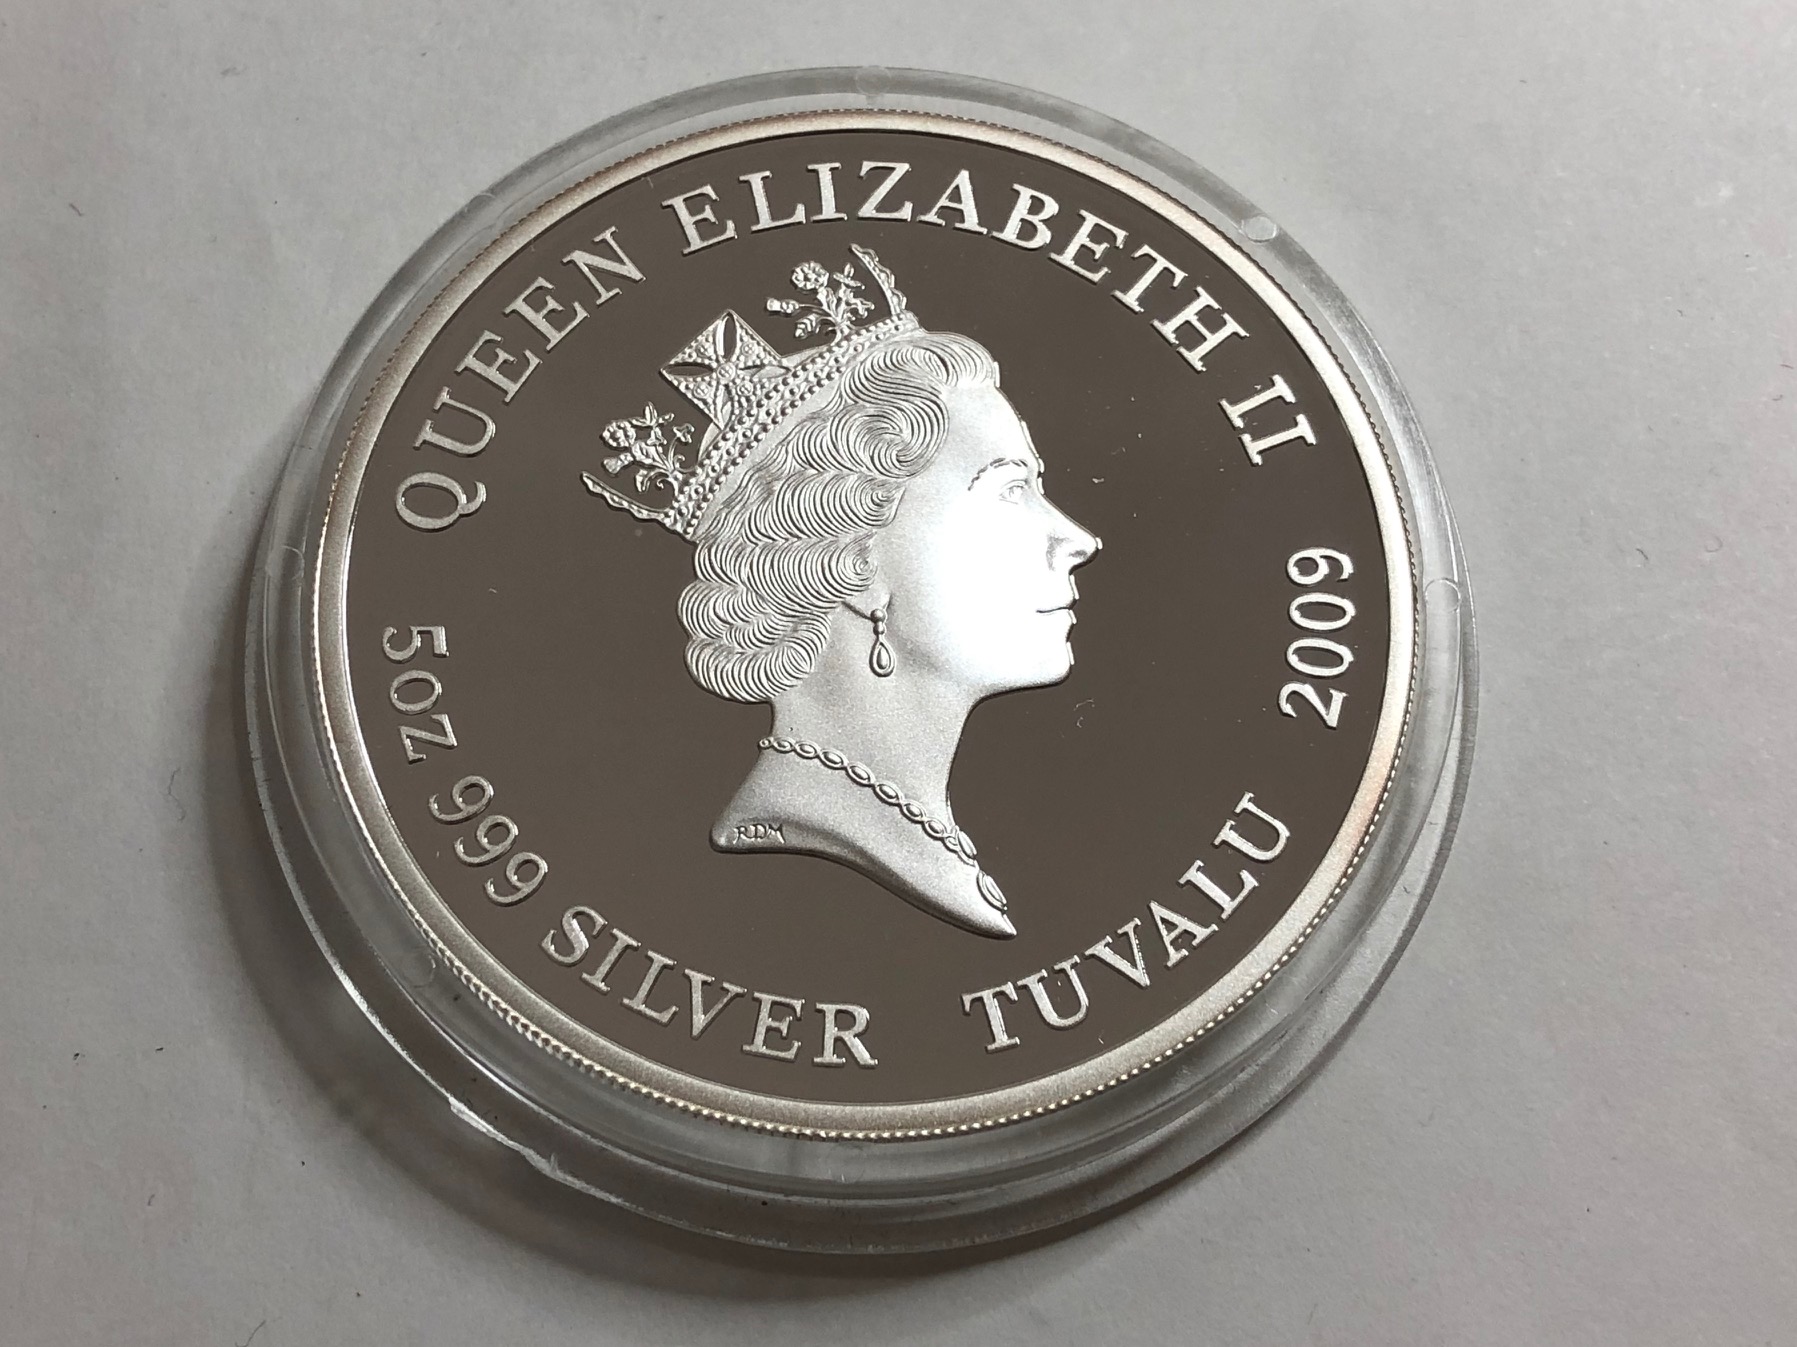 QUEEN ELIZABETH II
2009
5OZ 999 SILVER
TUVALU
RDM